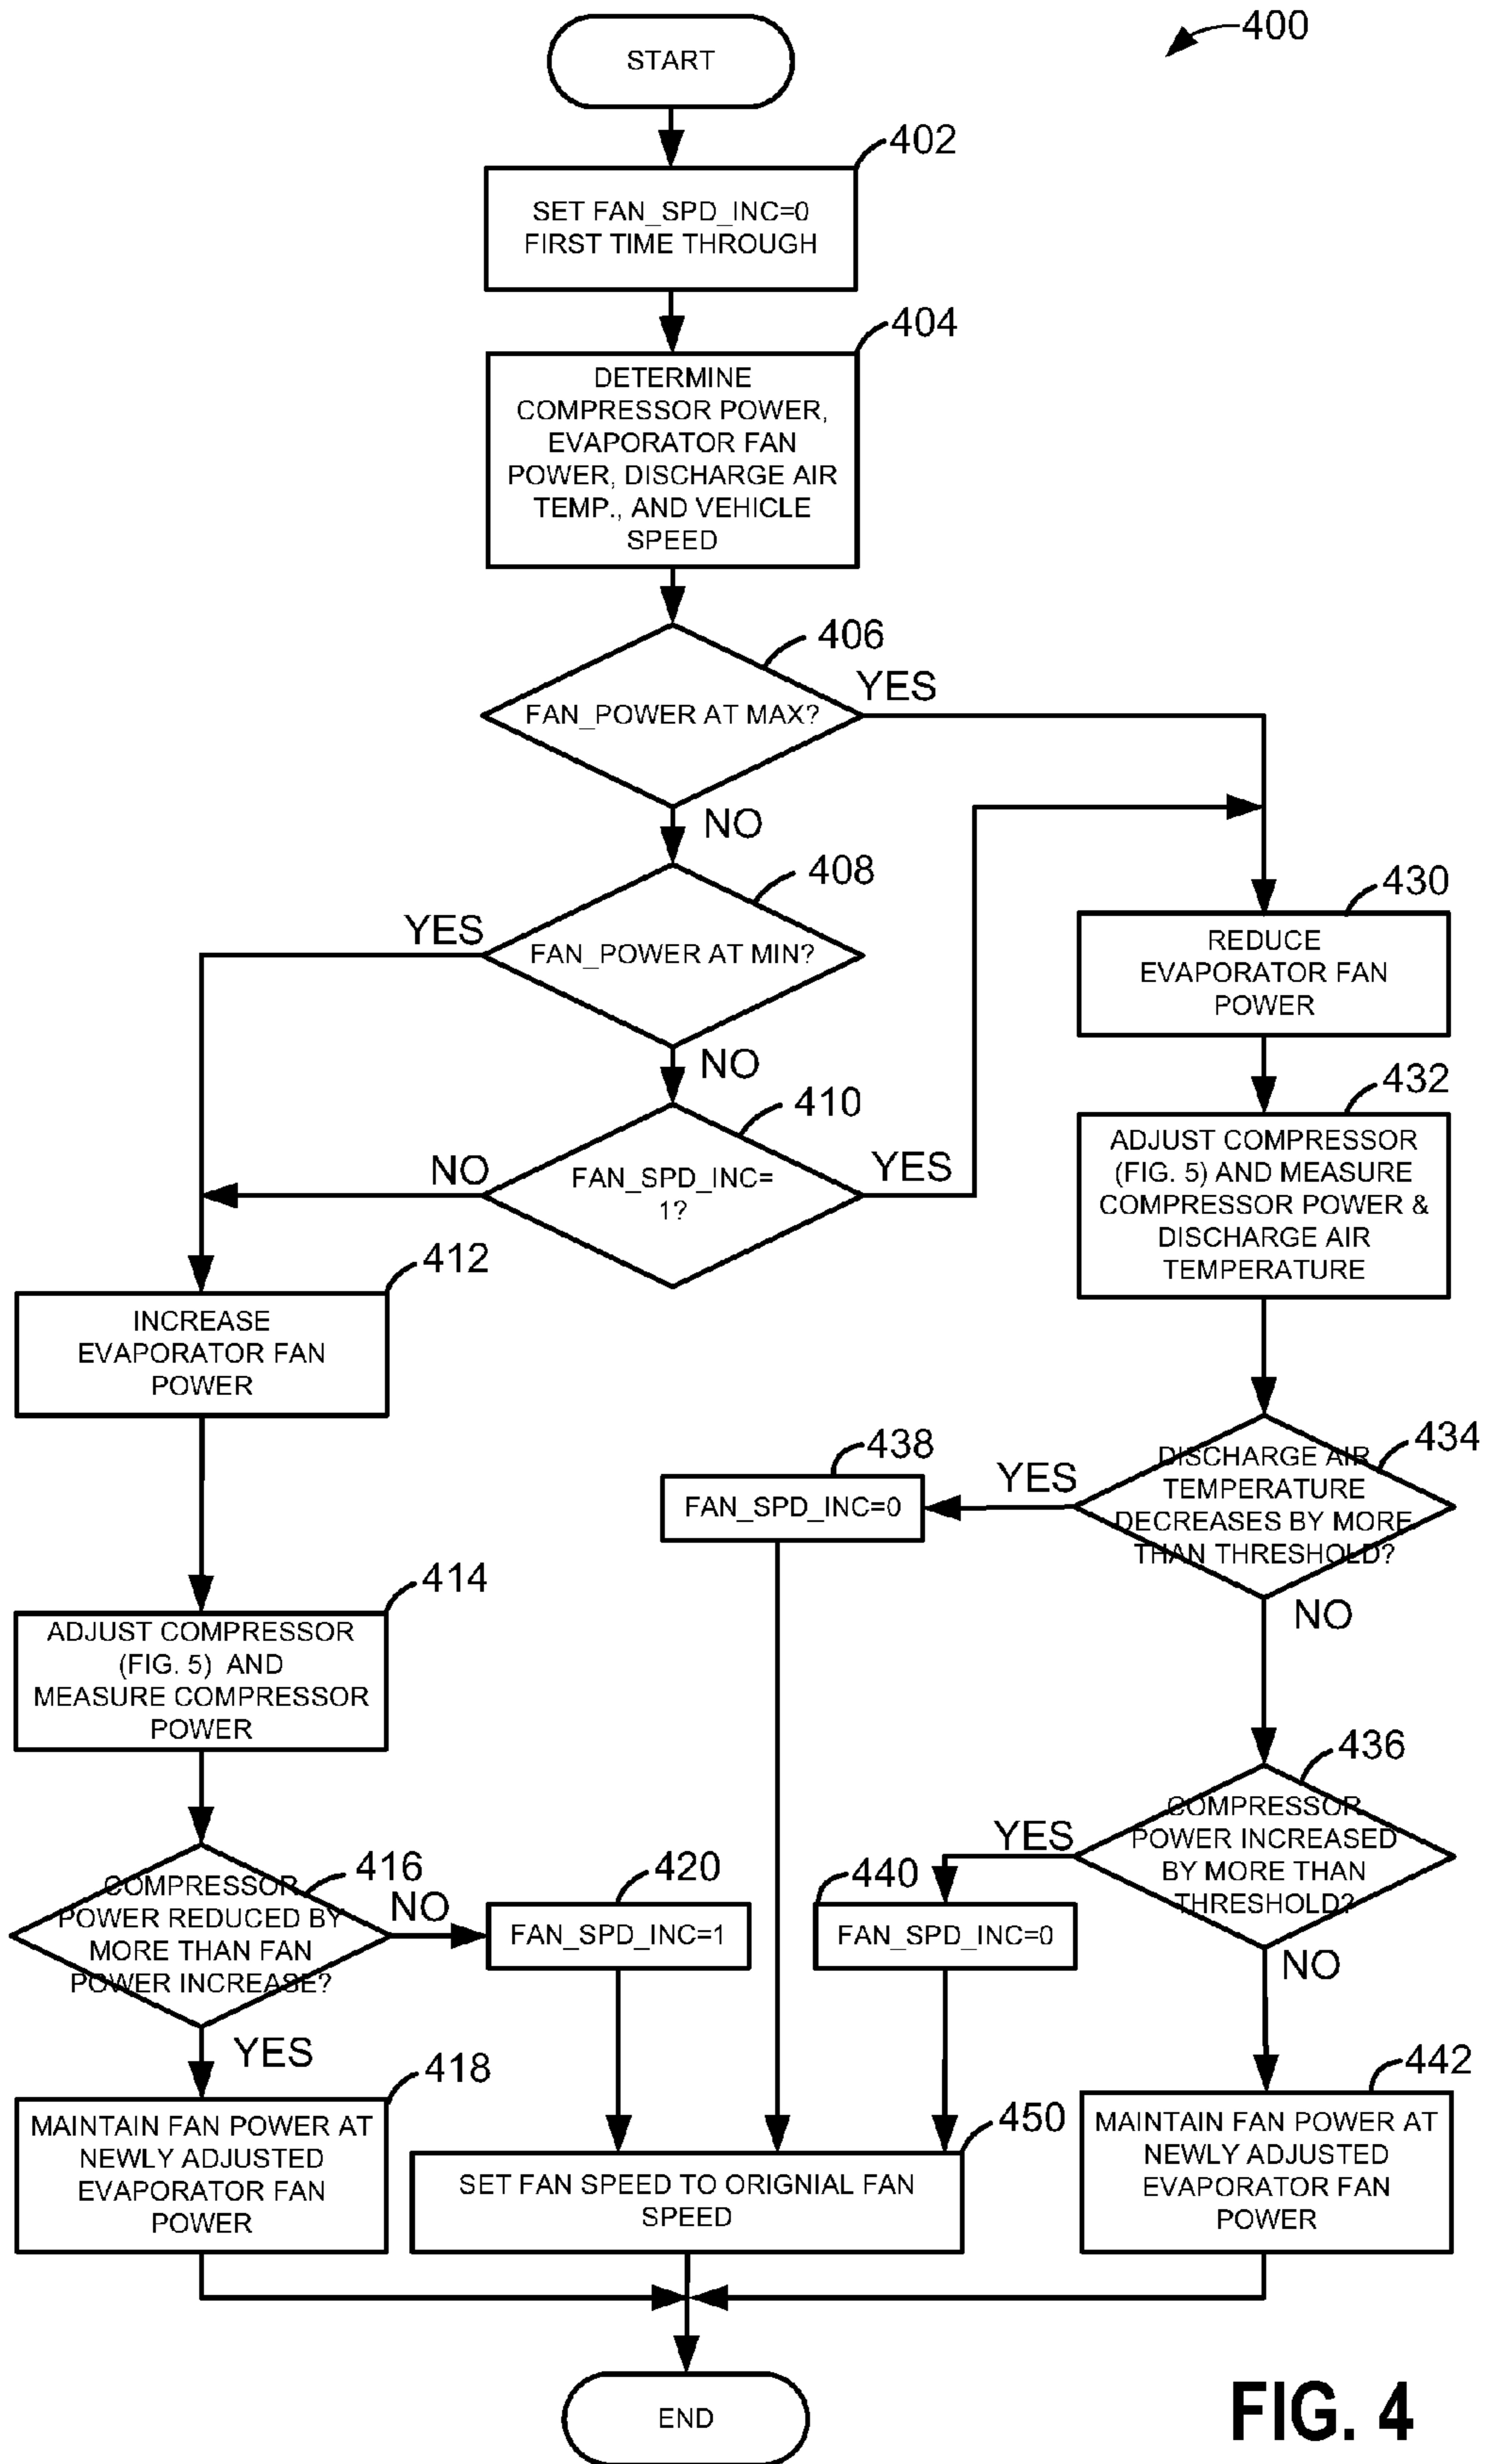 400
START
402
SET FAN_SPD_INC=0
FIRST TIME THROUGH
404
DETERMINE
COMPRESSOR POWER,
EVAPORATOR FAN
POWER, DISCHARGE AIR
TEMP., AND VEHICLE
SPEED
406
YES
FAN_POWER AT MAX?
NO
408
YES
FAN_POWER AT MIN?
NO
430
REDUCE
EVAPORATOR FAN
POWER
410
NO
YES
FAN_SPD_INC=
1?
432
ADJUST COMPRESSOR
(FIG. 5) AND MEASURE
COMPRESSOR POWER &
DISCHARGE AIR
TEMPERATURE
412
INCREASE
EVAPORATOR FAN
POWER
434
DISCHARGE AIR
TEMPERATURE
DECREASES BY MORE
THAN THRESHOLD?
YES
438
FAN_SPD_INC=0
NO
414
ADJUST COMPRESSOR
(FIG. 5) AND
MEASURE COMPRESSOR
POWER
436
COMPRESSOR
POWER INCREASED
BY MORE THAN
THRESHOLD?
YES
440
FAN_SPD_INC=0
NO
416
COMPRESSOR
POWER REDUCED BY
MORE THAN FAN
POWER INCREASE?
NO
420
FAN_SPD_INC=1
YES
418
MAINTAIN FAN POWER AT
NEWLY ADJUSTED
EVAPORATOR FAN
POWER
450
SET FAN SPEED TO ORIGNIAL FAN
SPEED
442
MAINTAIN FAN POWER AT
NEWLY ADJUSTED
EVAPORATOR FAN
POWER
END
FIG. 4